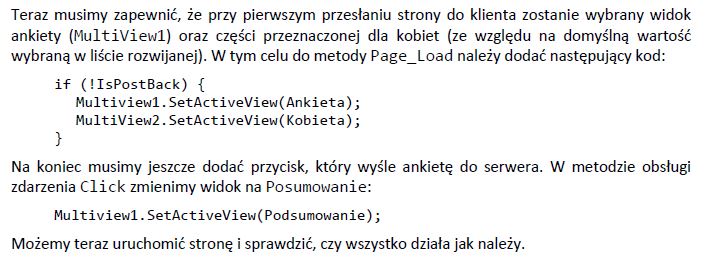 Teraz musimy zapewnić, że przy pierwszym przesłaniu strony do klienta zostanie wybrany widok
ankiety (MultiView1) oraz części przeznaczonej dla kobiet (ze względu na domyślną wartość
wybraną w liście rozwijanej). W tym celu do metody Page_Load należy dodać następujący kod:
if (!IsPostBack) {
Multiview1.SetActiveView(Ankieta);
MultiView2.SetActiveView(Kobieta);
}
Na koniec musimy jeszcze dodać przycisk, który wyśle ankietę do serwera. W metodzie obsługi
zdarzenia Click zmienimy widok na Posumowanie:
Multiview1.SetActiveView(Podsumowanie);
Możemy teraz uruchomić stronę i sprawdzić, czy wszystko działa jak należy.